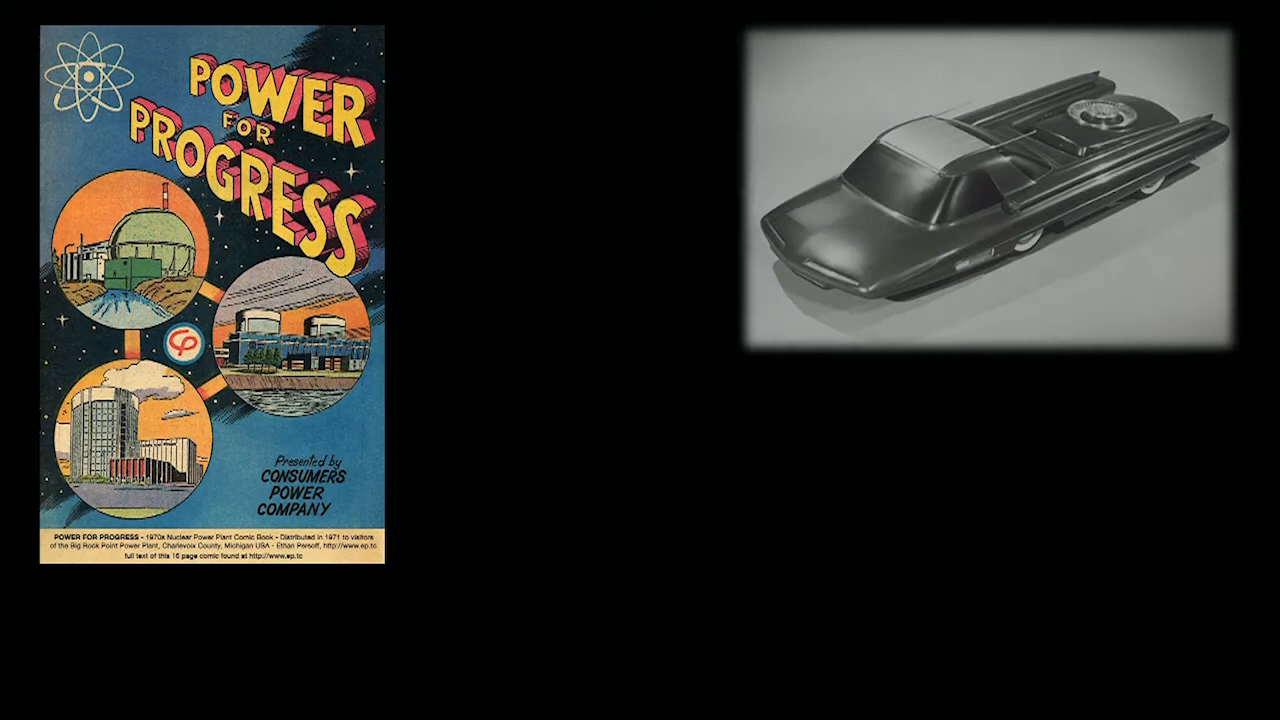 POWER
FOR
PROGRESS
CP
Presented by
CONSUMERS
POWER
COMPANY
POWER FOR PROGRESS - 1970s Nuclear Power Plant Comic Book - Distributed in 1971 to visitors
of the Big Rock Point Power Plant, Charlevoix County, Michigan USA - Ethan Persoff, http://www.ep.tc
full text of this 16 page comic found at http://www.ep.tc